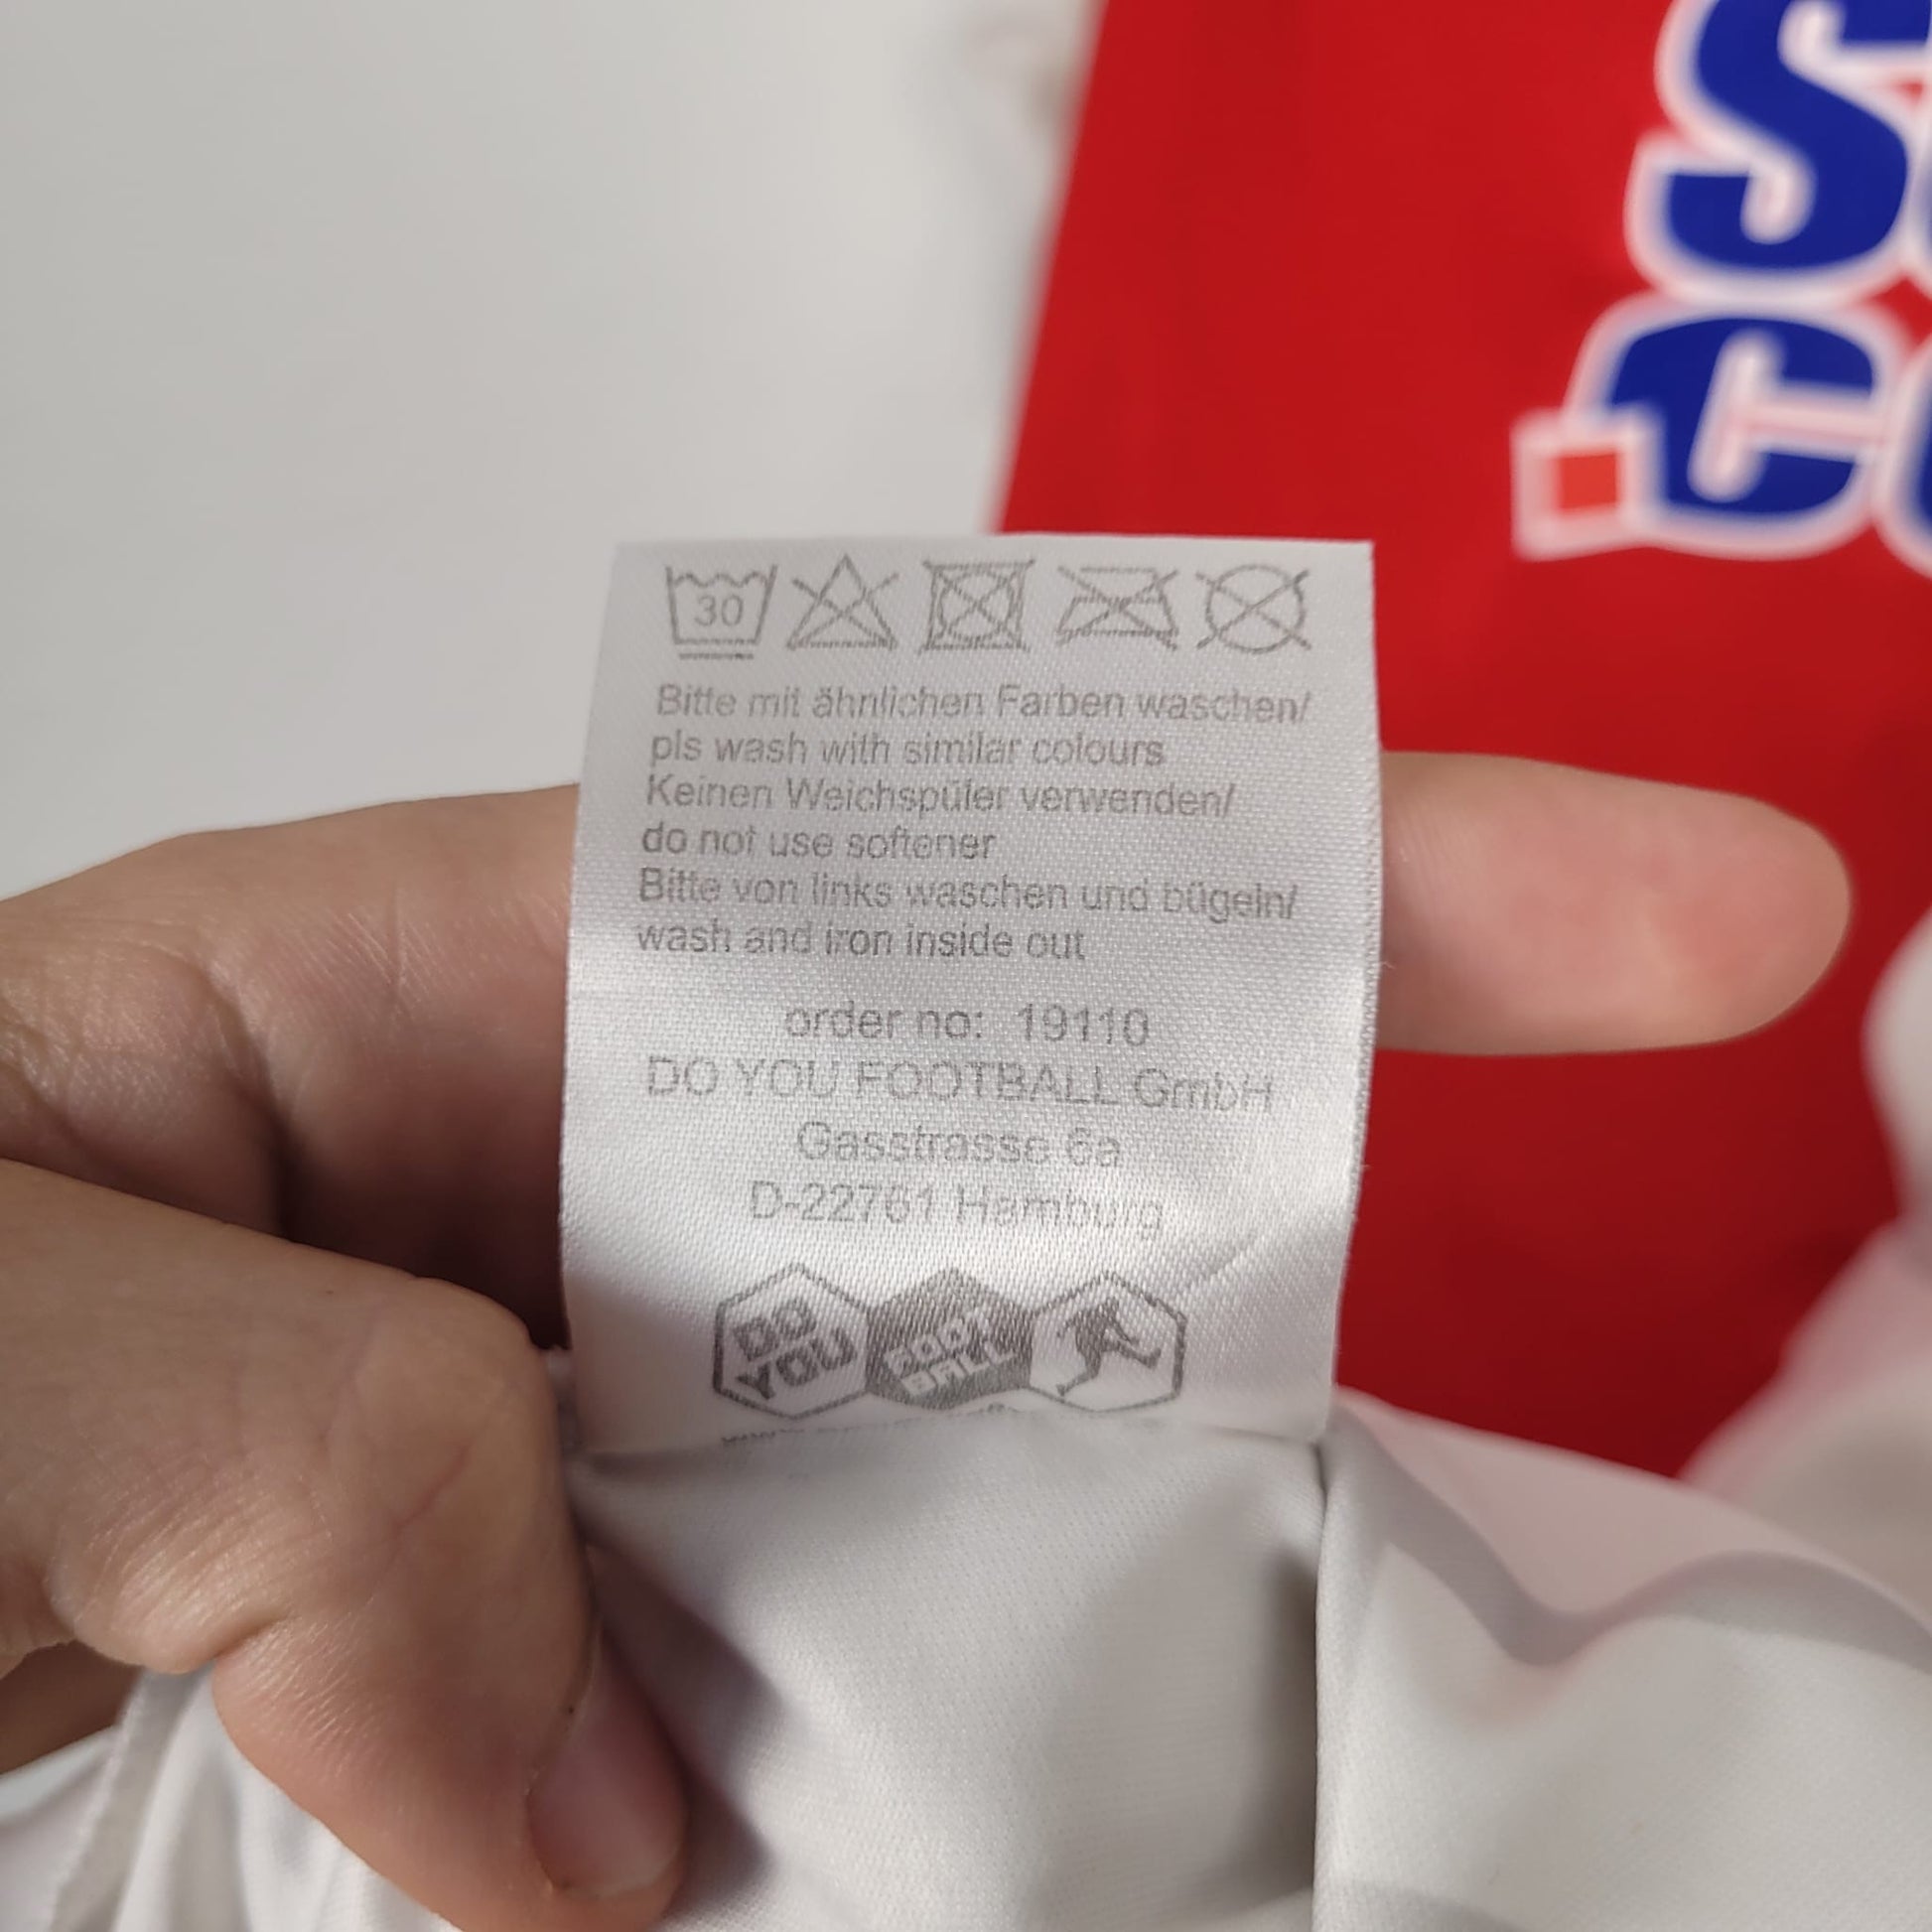 30
Bitte mit ähnlichen Farben waschen/
pls wash with similar colours
Keinen Weichspüler verwenden/
do not use softener
Bitte von links waschen und bügeln/
wash and iron inside out
order no: 19110
DO YOU FOOTBALL GmbH
Gasstrasse 6a
D-22761 Hamburg
DO
YOU
FOOT
BALL